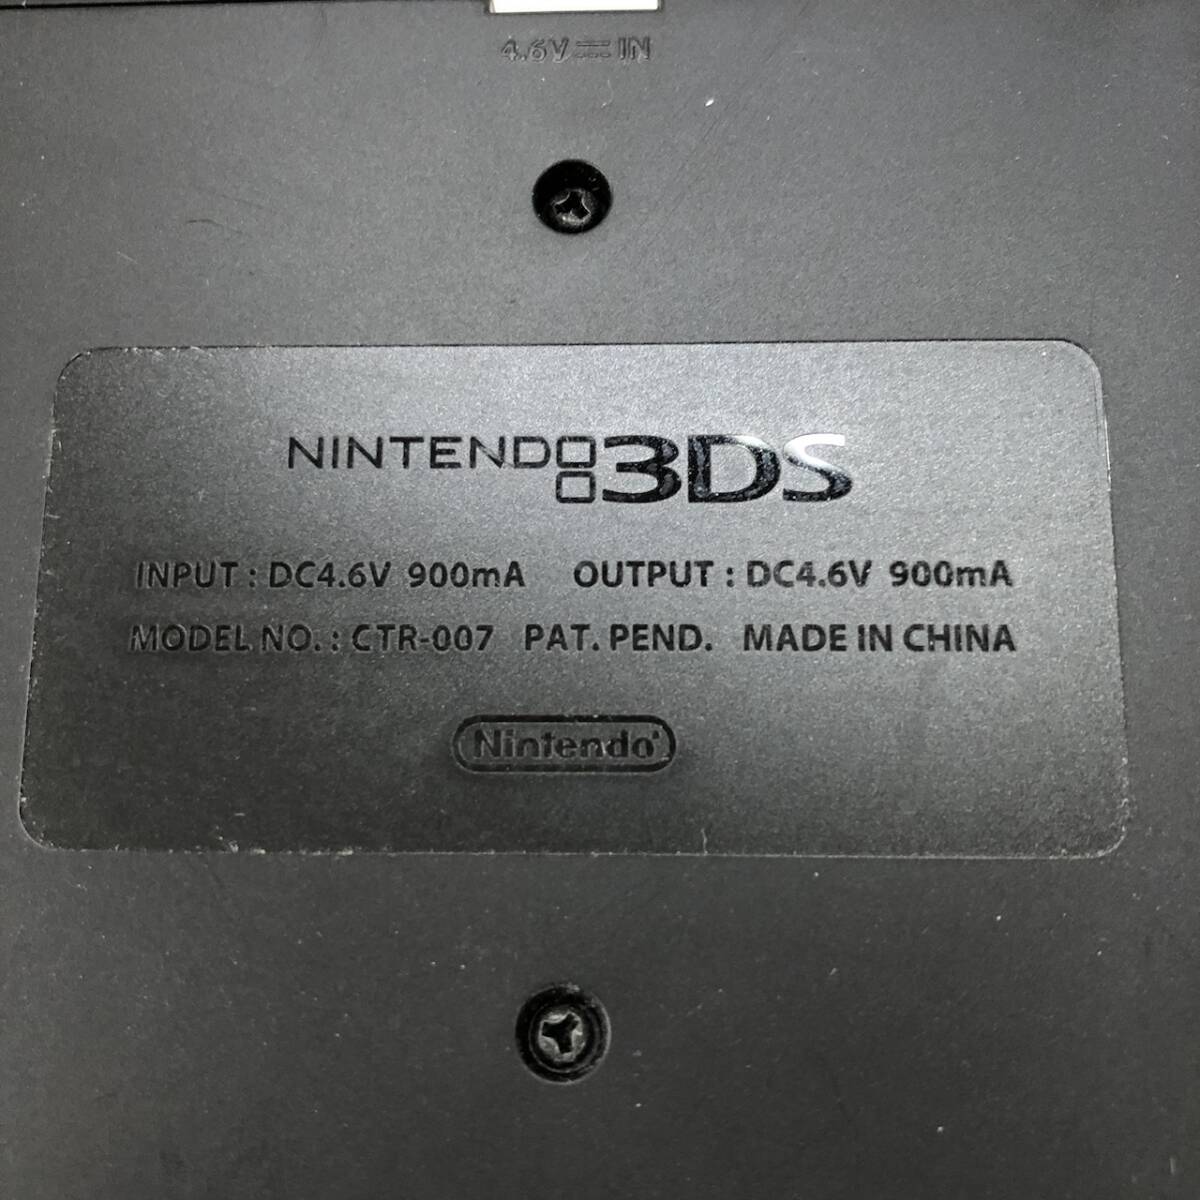 4.6V ⎓ IN
NINTENDO 3DS
INPUT : DC4.6V 900mA OUTPUT : DC4.6V 900mA
MODEL NO. : CTR-007 PAT. PEND. MADE IN CHINA
Nintendo